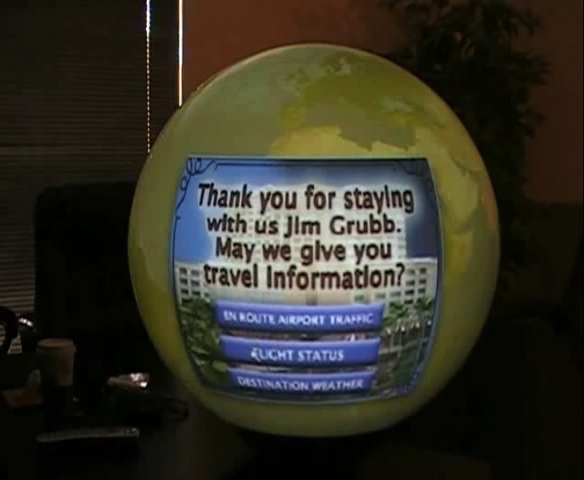 Thank you for staying
with us Jim Grubb.
May we give you
travel information?
EN ROUTE AIRPORT TRAFFIC
FLIGHT STATUS
DESTINATION WEATHER